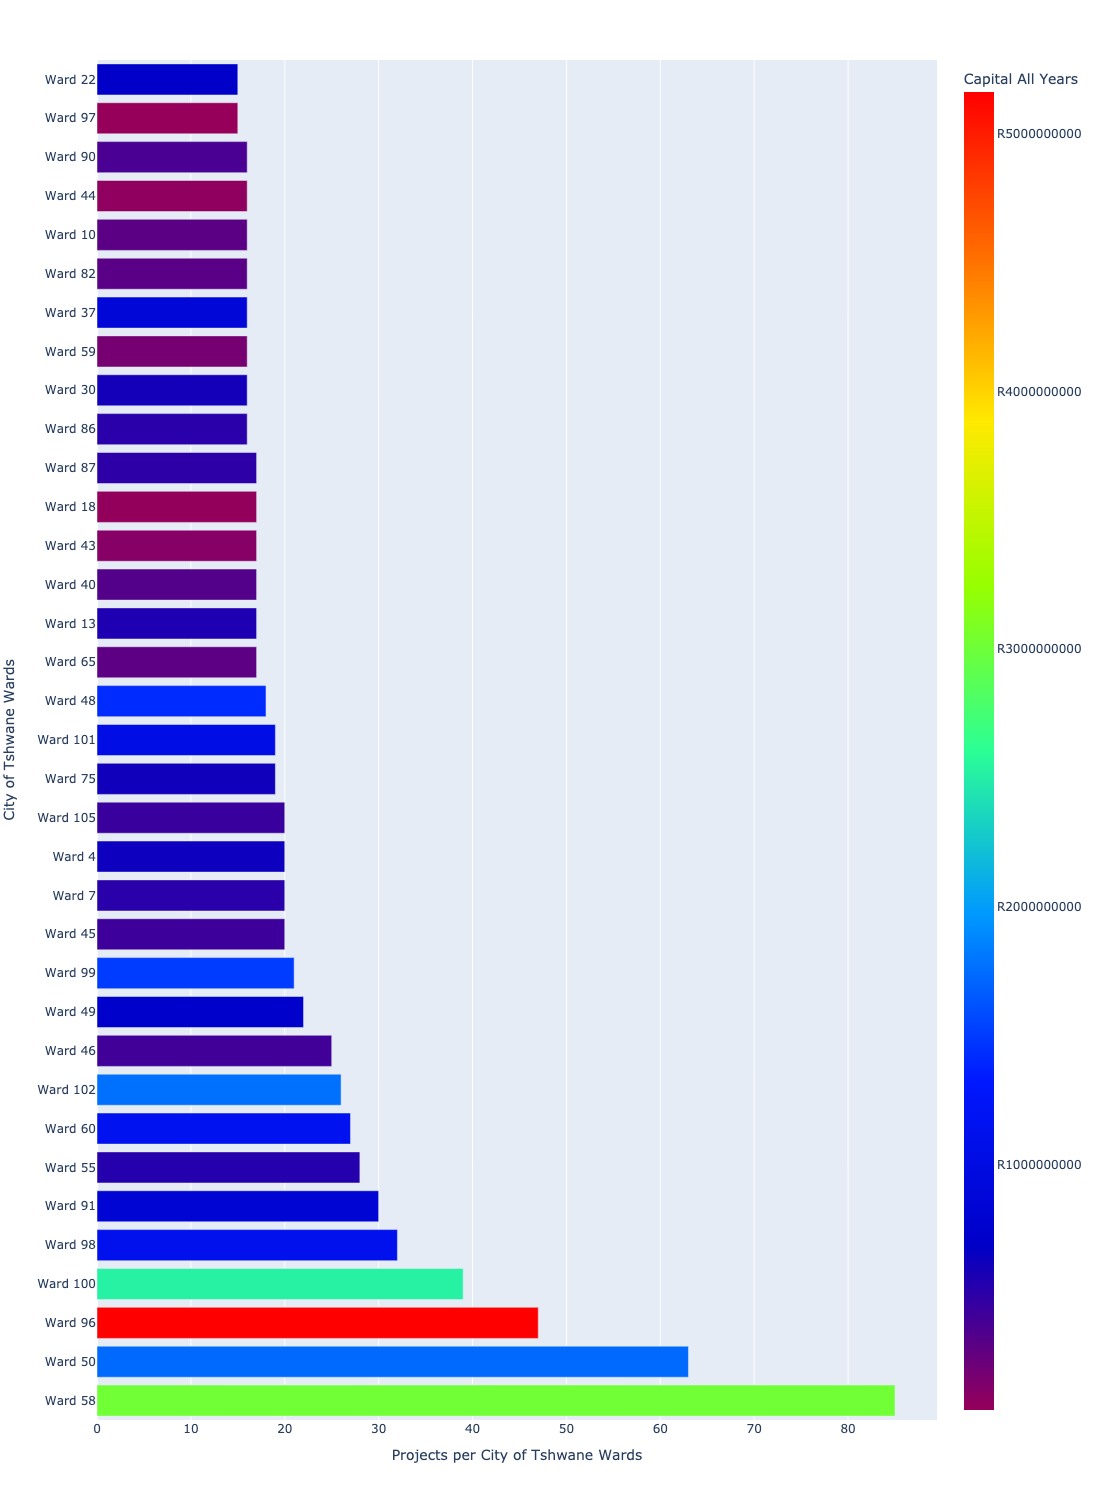 Capital All Years
R5000000000
R4000000000
R3000000000
R2000000000
R1000000000
City of Tshwane Wards
Ward 22
Ward 97
Ward 90
Ward 44
Ward 10
Ward 82
Ward 37
Ward 59
Ward 30
Ward 86
Ward 87
Ward 18
Ward 43
Ward 40
Ward 13
Ward 65
Ward 48
Ward 101
Ward 75
Ward 105
Ward 4
Ward 7
Ward 45
Ward 99
Ward 49
Ward 46
Ward 102
Ward 60
Ward 55
Ward 91
Ward 98
Ward 100
Ward 96
Ward 50
Ward 58
0 10 20 30 40 50 60 70 80
Projects per City of Tshwane Wards